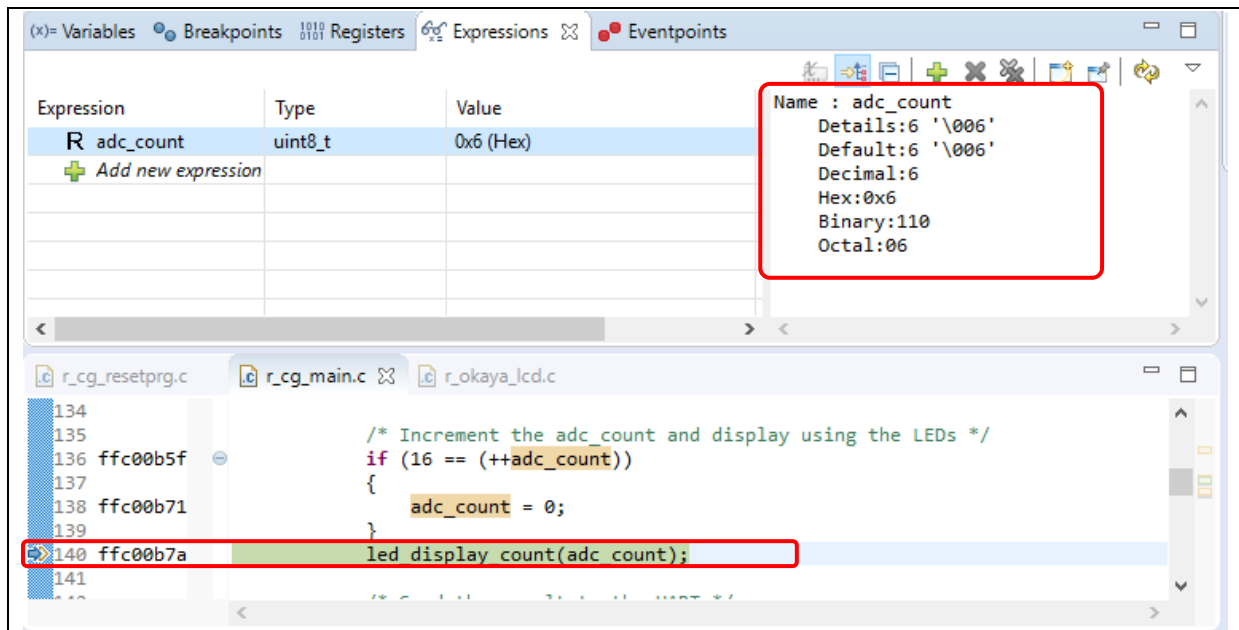 (x)= Variables Breakpoints 1010 0101 Registers Expressions Eventpoints
Expression Type Value
R adc_count uint8_t 0x6 (Hex)
Add new expression
Name : adc_count
Details:6 '\006'
Default:6 '\006'
Decimal:6
Hex:0x6
Binary:110
Octal:06
r_cg_resetprg.c r_cg_main.c r_okaya_lcd.c
134
135 /* Increment the adc_count and display using the LEDs */
136 ffc00b5f if (16 == (++adc_count))
137 {
138 ffc00b71 adc_count = 0;
139 }
140 ffc00b7a led_display_count(adc_count);
141